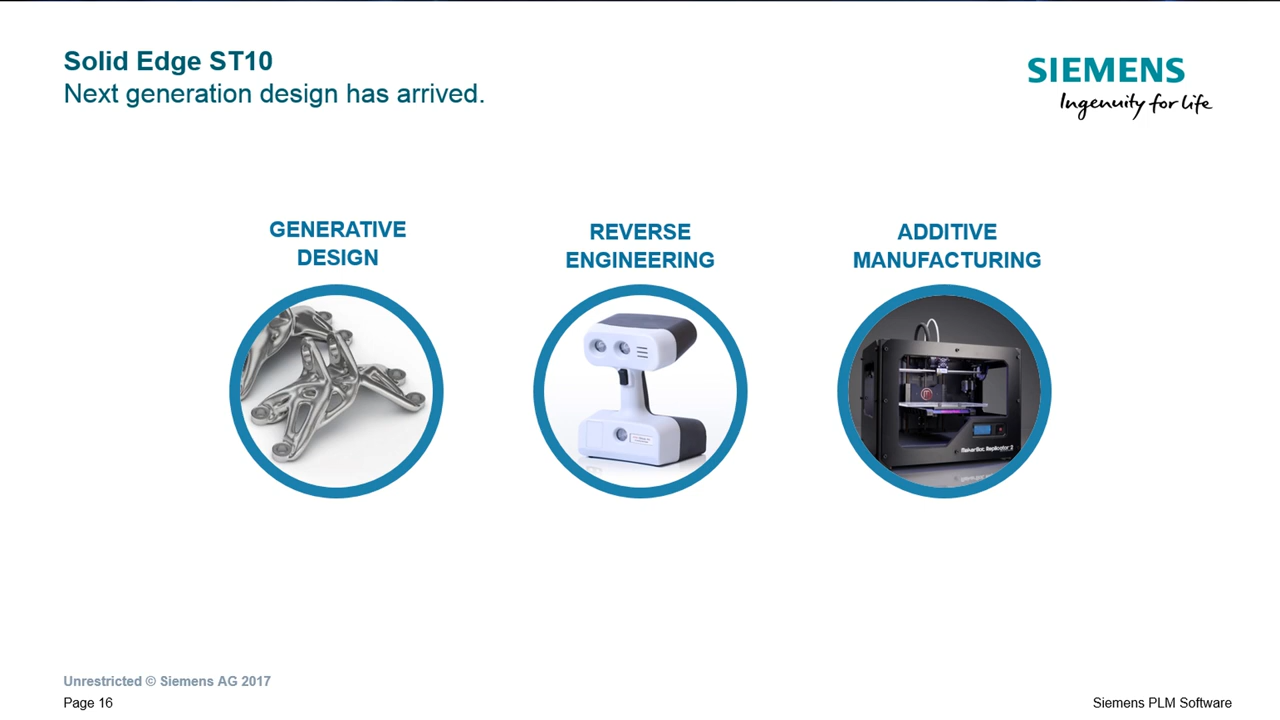 Solid Edge ST10
Next generation design has arrived.
SIEMENS
Ingenuity for life
GENERATIVE
DESIGN
REVERSE
ENGINEERING
ADDITIVE
MANUFACTURING
MakerBot Replicator 2
Unrestricted © Siemens AG 2017
Page 16
Siemens PLM Software